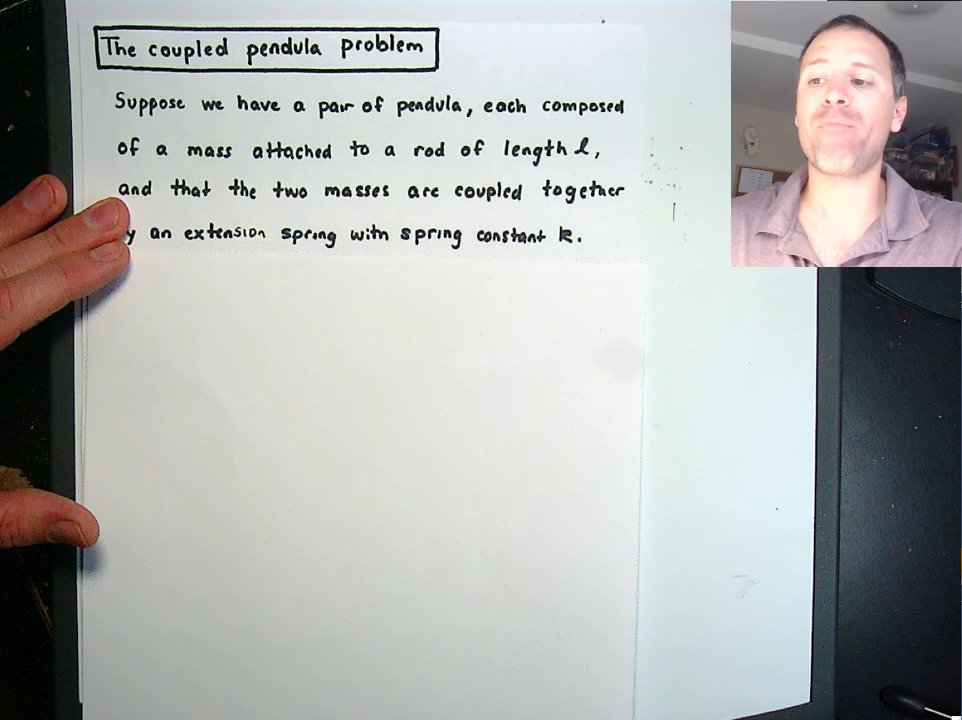 The coupled pendula problem
Suppose we have a pair of pendula, each composed
of a mass attached to a rod of length l,
and that the two masses are coupled together
y an extension spring with spring constant k.